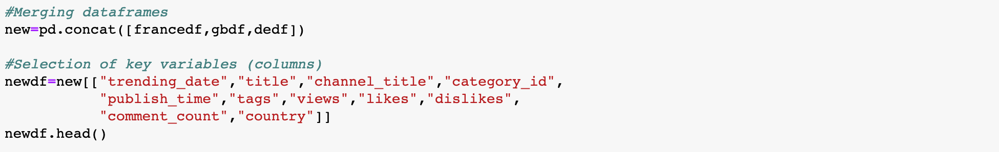 #Merging dataframes
new=pd.concat([francedf,gbdf,dedf])
#Selection of key variables (columns)
newdf=new[["trending_date","title","channel_title","category_id",
"publish_time","tags","views","likes","dislikes",
"comment_count","country"]]
newdf.head()